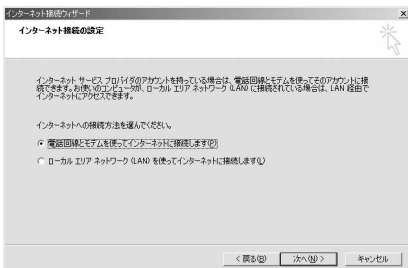 インターネット接続ウィザード
インターネット接続の設定
インターネット サービス プロバイダのアカウントを持っている場合は、電話回線とモデムを使ってそのアカウントに接
続できます。お使いのコンピュータが、ローカル エリア ネットワーク (LAN) に接続されている場合は、LAN 経由で
インターネットにアクセスできます。
インターネットへの接続方法を選んでください。
電話回線とモデムを使ってインターネットに接続します(P)
ローカル エリア ネットワーク (LAN) を使ってインターネットに接続します(L)
< 戻る(B)
次へ(N) >
キャンセル